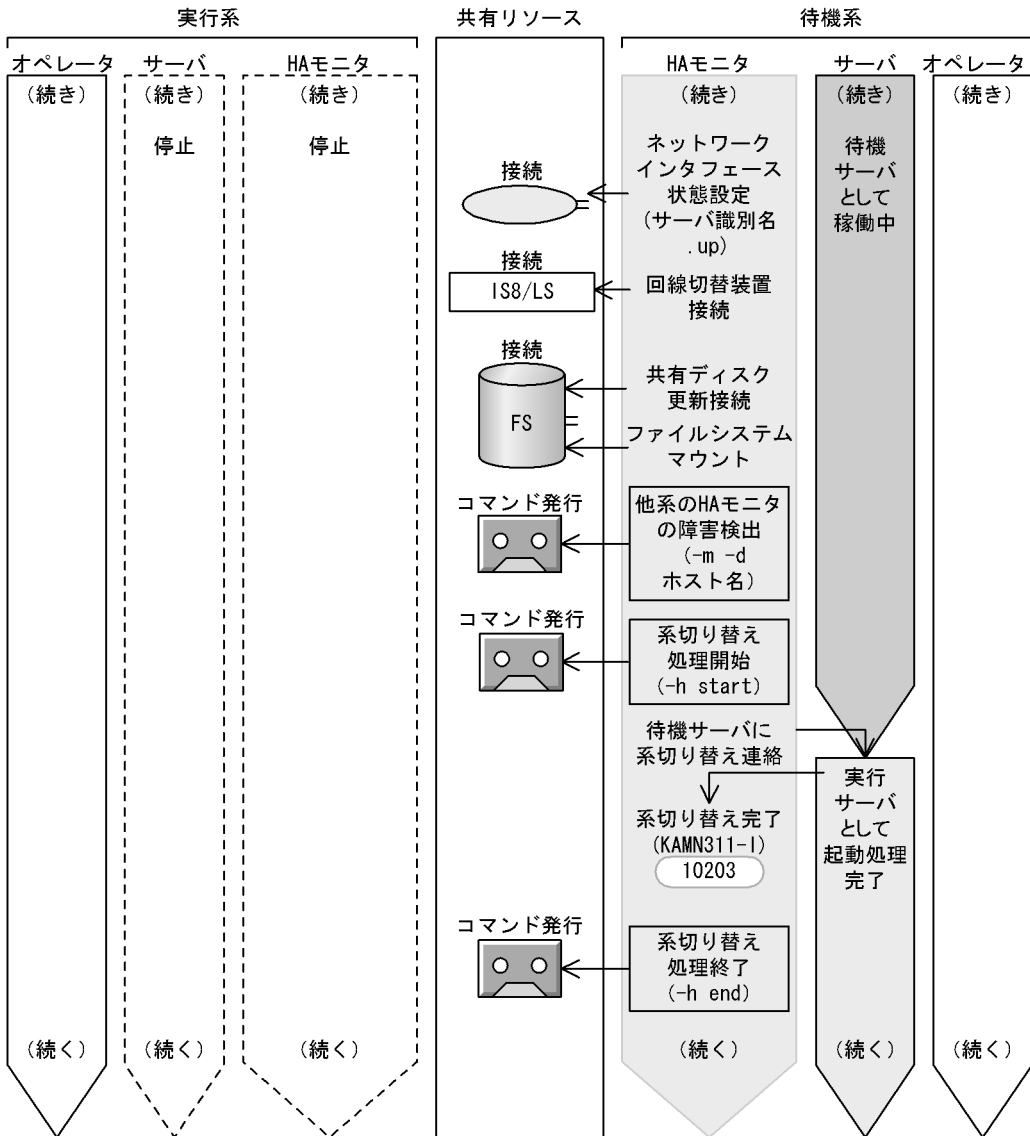 実行系
共有リソース
待機系
オペレータ
サーバ
HAモニタ
HAモニタ
サーバ
オペレータ
(続き)
(続き)
(続き)
(続き)
(続き)
(続き)
停止
停止
接続
ネットワーク
インタフェース
状態設定
(サーバ識別名
.up)
待機
サーバ
として
稼働中
接続
IS8/LS
回線切替装置
接続
接続
FS
共有ディスク
更新接続
ファイルシステム
マウント
コマンド発行
他系のHAモニタ
の障害検出
(-m -d
ホスト名)
コマンド発行
系切り替え
処理開始
(-h start)
待機サーバに
系切り替え連絡
実行
サーバ
として
起動処理
完了
系切り替え完了
(KAMN311-I)
10203
コマンド発行
系切り替え
処理終了
(-h end)
(続く)
(続く)
(続く)
(続く)
(続く)
(続く)